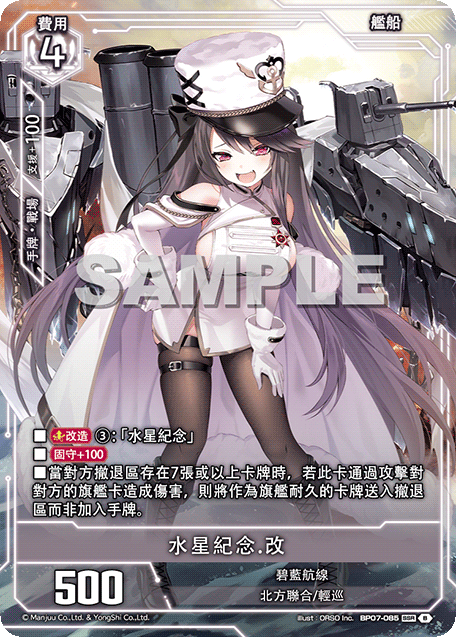 費用
4
艦船
支援+100
手牌・戰場
SAMPLE
■ 改造 ③:「水星紀念」
■ 固守+100
■當對方撤退區存在7張或以上卡牌時，若此卡通過攻擊對
對方的旗艦卡造成傷害，則將作為旗艦耐久的卡牌送入撤退
區而非加入手牌。
水星紀念.改
500
碧藍航線
北方聯合/輕巡
© Manjuu Co.,Ltd. & YongShi Co.,Ltd.
illust : ORSO Inc.
BP07-085 SSR